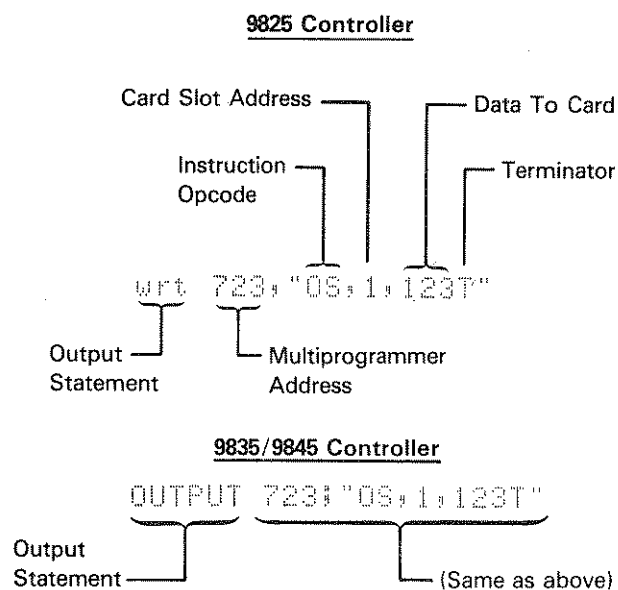 9825 Controller
Card Slot Address
Data To Card
Instruction
Opcode
Terminator
wrt 723,"OS,1,123T"
Output
Statement
Multiprogrammer
Address
9835/9845 Controller
OUTPUT 723;"OS,1,123T"
Output
Statement
(Same as above)